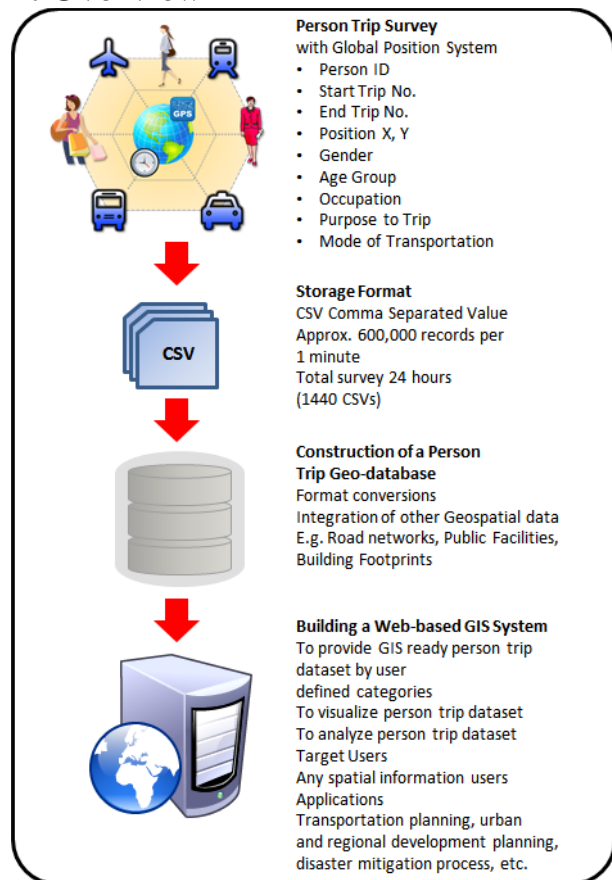 Person Trip Survey
with Global Position System
• Person ID
• Start Trip No.
• End Trip No.
• Position X, Y
• Gender
• Age Group
• Occupation
• Purpose to Trip
• Mode of Transportation
GPS
Storage Format
CSV Comma Separated Value
Approx. 600,000 records per
1 minute
Total survey 24 hours
(1440 CSVs)
CSV
Construction of a Person
Trip Geo-database
Format conversions
Integration of other Geospatial data
E.g. Road networks, Public Facilities,
Building Footprints
Building a Web-based GIS System
To provide GIS ready person trip
dataset by user
defined categories
To visualize person trip dataset
To analyze person trip dataset
Target Users
Any spatial information users
Applications
Transportation planning, urban
and regional development planning,
disaster mitigation process, etc.